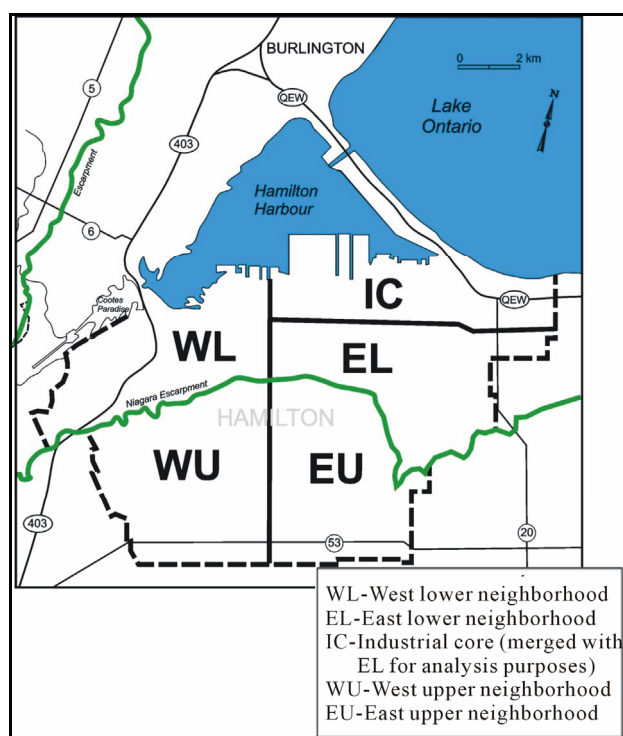 BURLINGTON
0 2 km
5
QEW
Lake
Ontario
N
403
Escarpment
Hamilton
Harbour
6
Cootes
Paradise
IC
QEW
WL
EL
Niagara Escarpment
HAMILTON
WU
EU
403
53
20
WL-West lower neighborhood
EL-East lower neighborhood
IC-Industrial core (merged with
EL for analysis purposes)
WU-West upper neighborhood
EU-East upper neighborhood